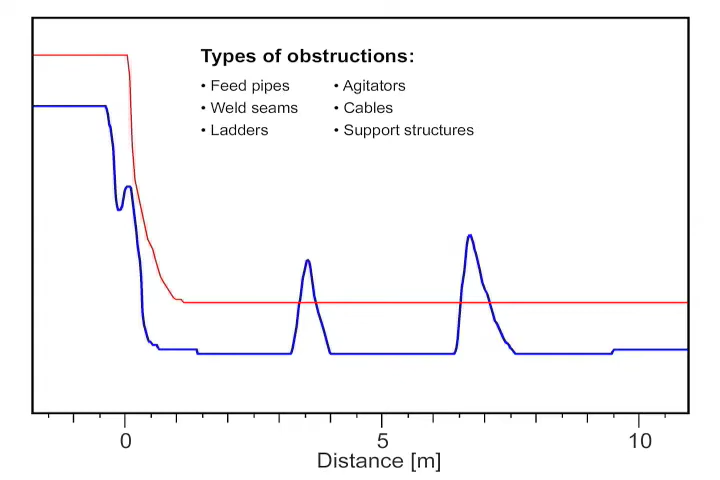 Types of obstructions:
• Feed pipes
• Weld seams
• Ladders
• Agitators
• Cables
• Support structures
0 5 10
Distance [m]